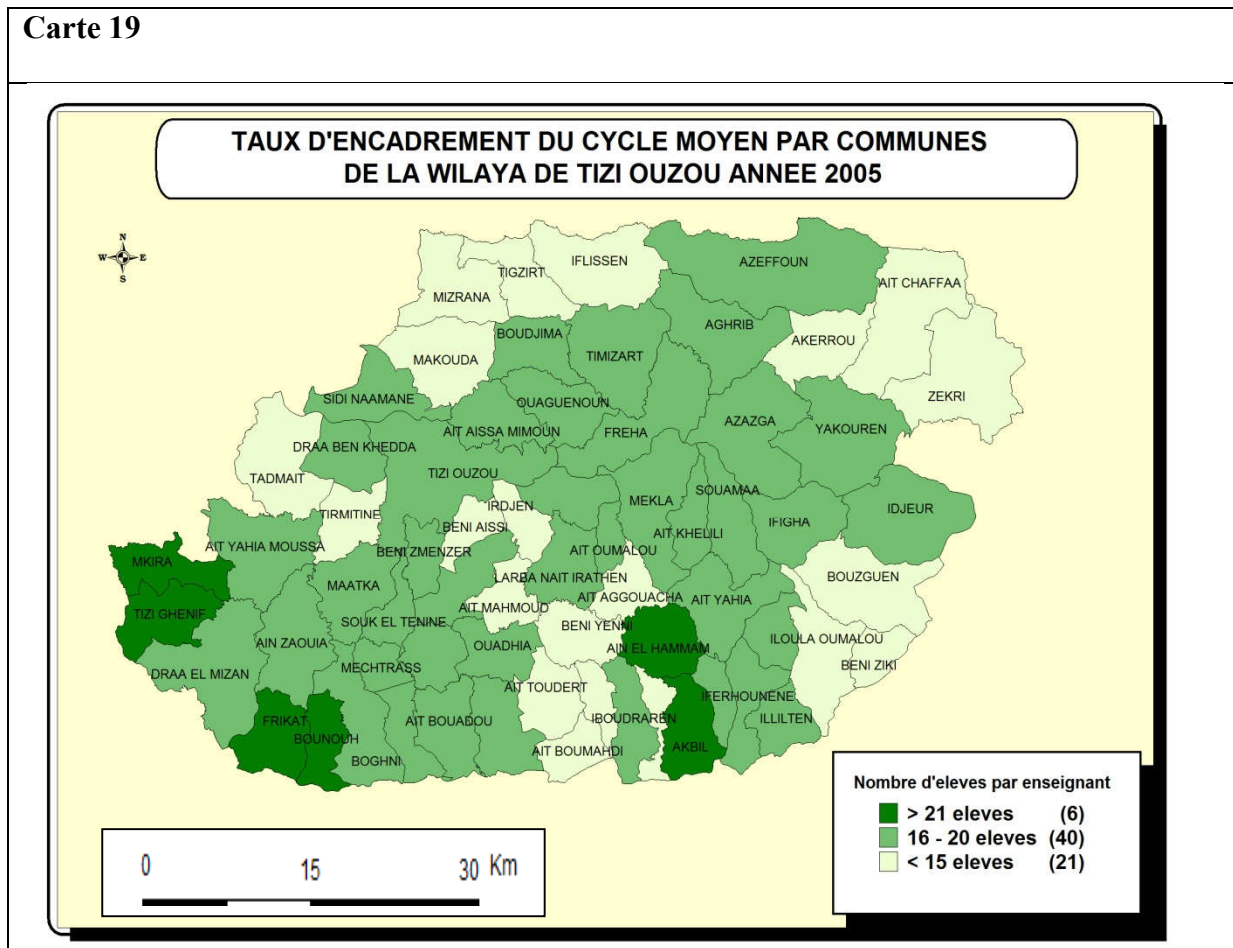 Carte 19
TAUX D'ENCADREMENT DU CYCLE MOYEN PAR COMMUNES
DE LA WILAYA DE TIZI OUZOU ANNEE 2005
N
W E
S
IFLISSEN
AZEFFOUN
TIGZIRT
AIT CHAFFAA
MIZRANA
AGHRIB
BOUDJIMA
AKERROU
MAKOUDA
TIMIZART
ZEKRI
SIDI NAAMANE
OUAGUENOUN
AZAZGA
YAKOUREN
AIT AISSA MIMOUN
FREHA
DRAA BEN KHEDDA
TIZI OUZOU
TADMAIT
SOUAMAA
MEKLA
IRDJEN
IDJEUR
TIRMITINE
BENI AISSI
IFIGHA
AIT KHELILI
AIT YAHIA MOUSSA
BENI ZMENZER
AIT OUMALOU
MKIRA
LARBA NAIT IRATHEN
BOUZGUEN
MAATKA
AIT AGGOUACHA
AIT YAHIA
TIZI GHENIF
AIT MAHMOUD
SOUK EL TENINE
BENI YENNI
AIN ZAOUIA
OUADHIA
AIN EL HAMMAM
ILOULA OUMALOU
MECHTRASS
BENI ZIKI
DRAA EL MIZAN
AIT TOUDERT
IFERHOUNENE
FRIKAT
AIT BOUADOU
IBOUDRAREN
ILLILTEN
BOUNOUH
AKBIL
AIT BOUMAHDI
BOGHNI
Nombre d'eleves par enseignant
> 21 eleves (6)
16 - 20 eleves (40)
< 15 eleves (21)
0 15 30 Km